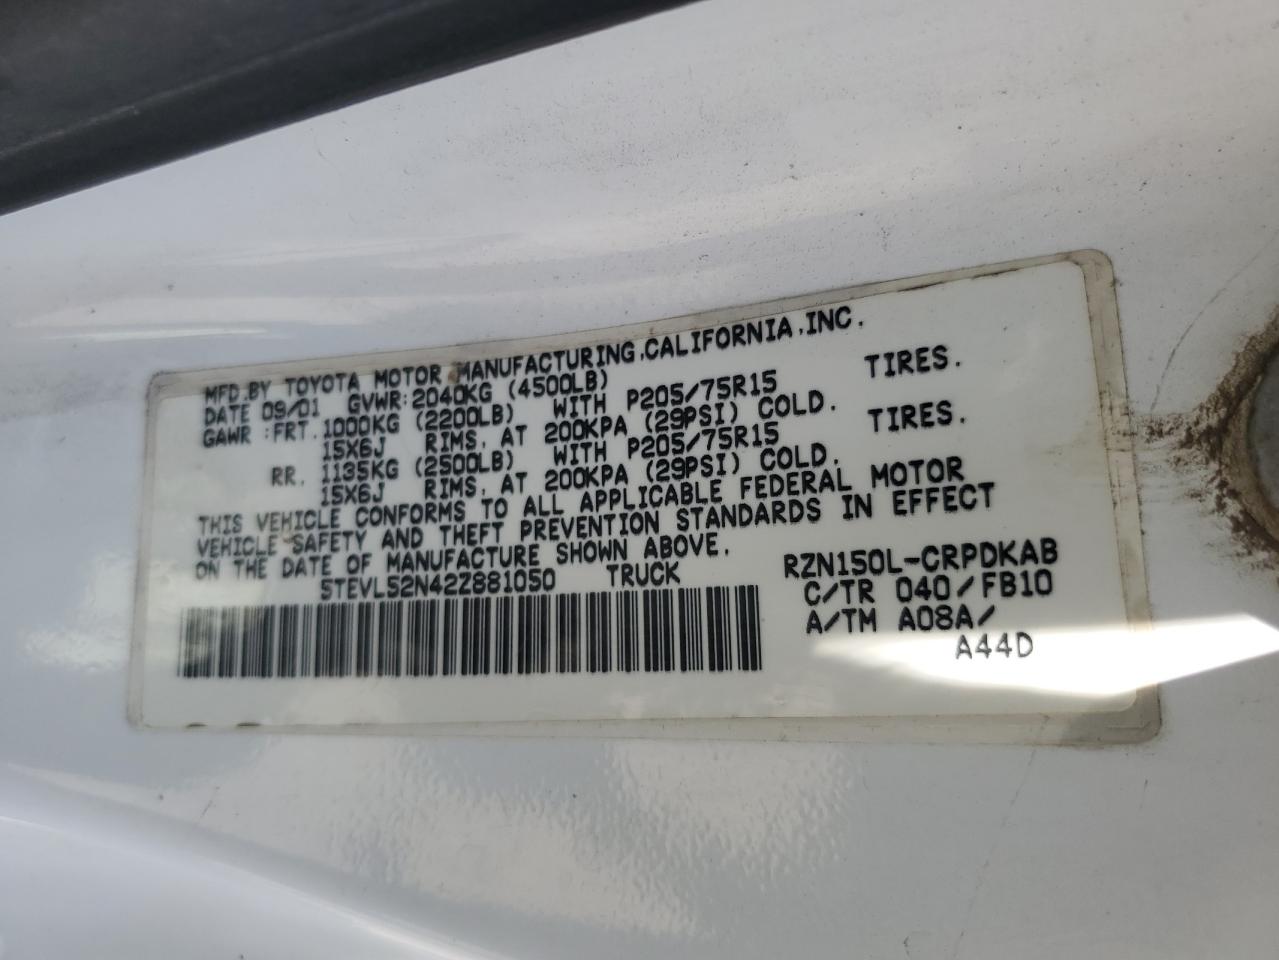 MFD.BY TOYOTA MOTOR MANUFACTURING,CALIFORNIA,INC.
DATE 09/01 GVWR:2040KG (4500LB)
GAWR :FRT.1000KG (2200LB) WITH P205/75R15 TIRES.
15X6J RIMS, AT 200KPA (29PSI) COLD.
RR. 1135KG (2500LB) WITH P205/75R15 TIRES.
15X6J RIMS, AT 200KPA (29PSI) COLD.
THIS VEHICLE CONFORMS TO ALL APPLICABLE FEDERAL MOTOR
VEHICLE SAFETY AND THEFT PREVENTION STANDARDS IN EFFECT
ON THE DATE OF MANUFACTURE SHOWN ABOVE.
5TEVL52N42Z881050 TRUCK
RZN150L-CRPDKAB
C/TR 040/FB10
A/TM A08A/
A44D